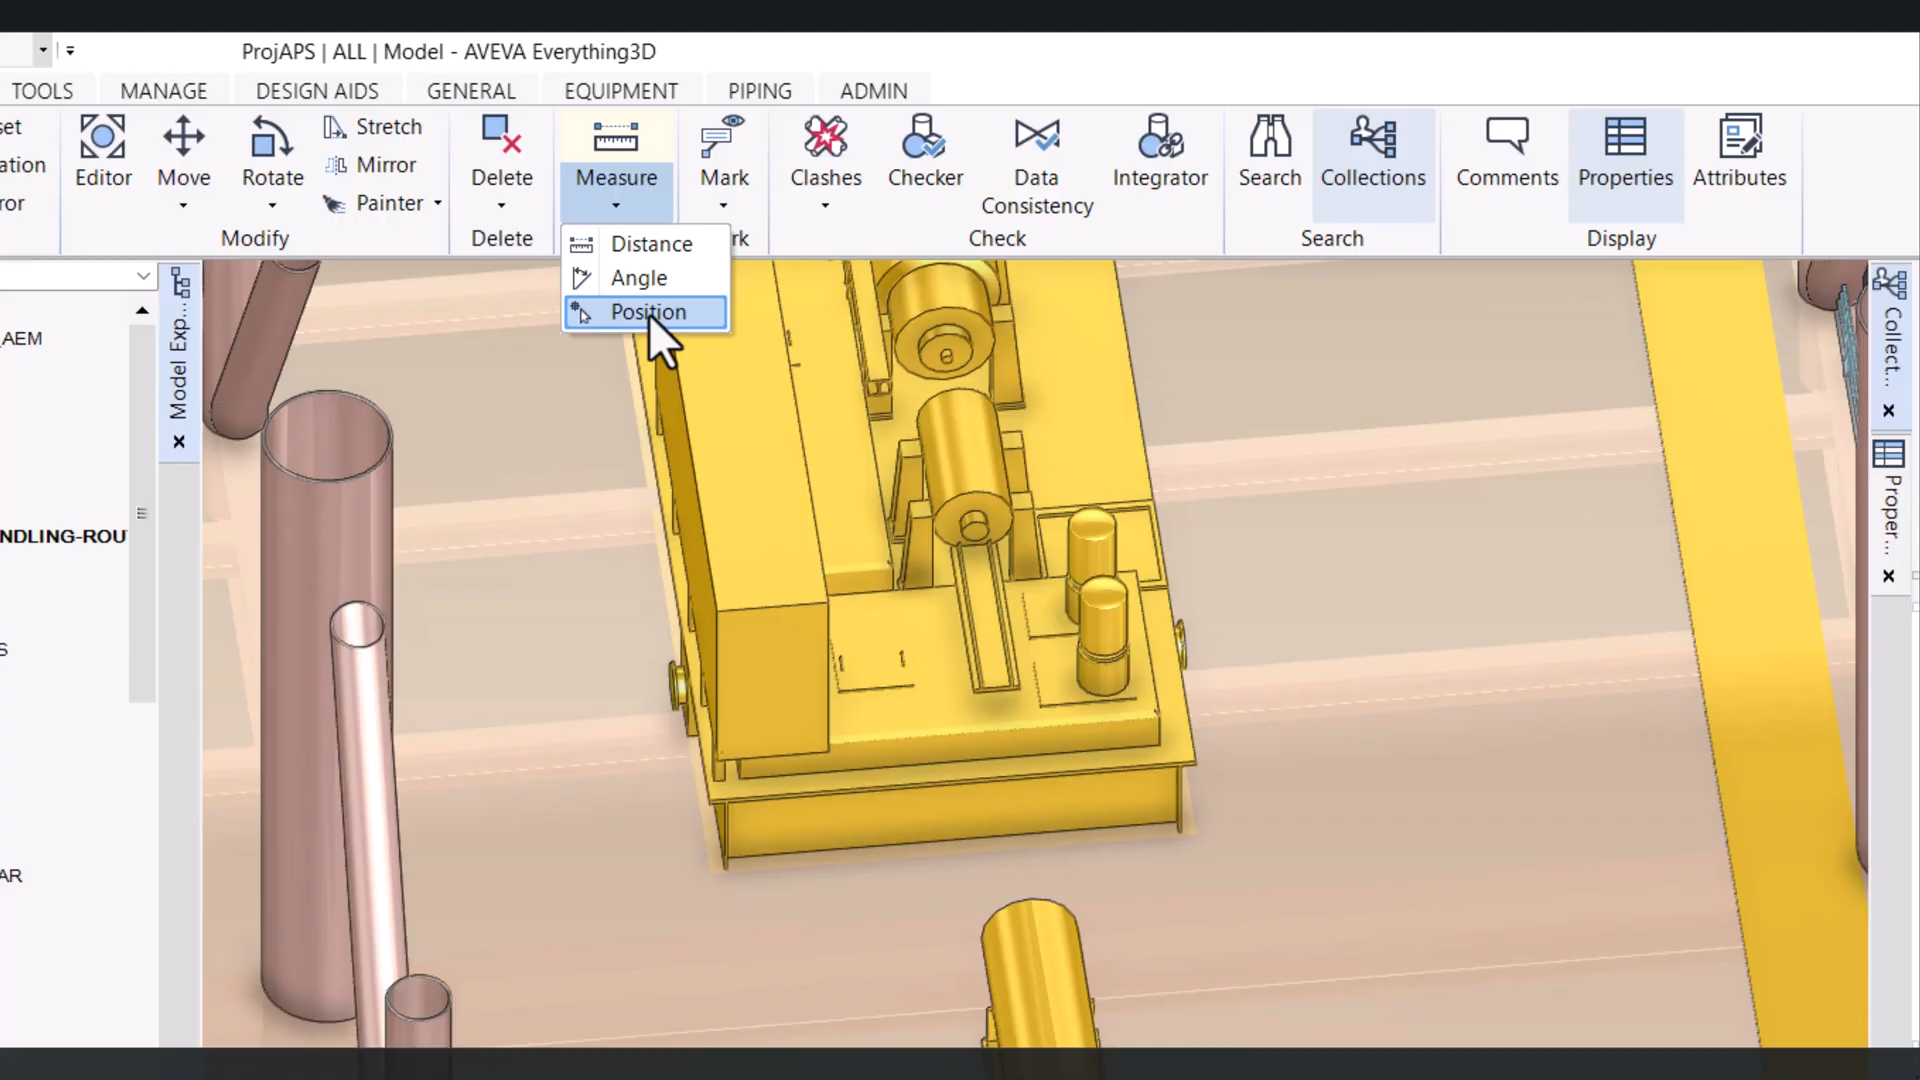 ProjAPS | ALL | Model - AVEVA Everything3D
TOOLS MANAGE DESIGN AIDS GENERAL EQUIPMENT PIPING ADMIN
set
ation
ror
Editor Move Rotate
Stretch
Mirror
Painter
Modify
Delete
Delete
Measure
Mark
rk
Clashes Checker Data Consistency Integrator
Check
Search Collections
Search
Comments Properties Attributes
Display
Distance
Angle
Position
_AEM
NDLING-ROU
S
AR
Model Exp...
Collect...
Proper...